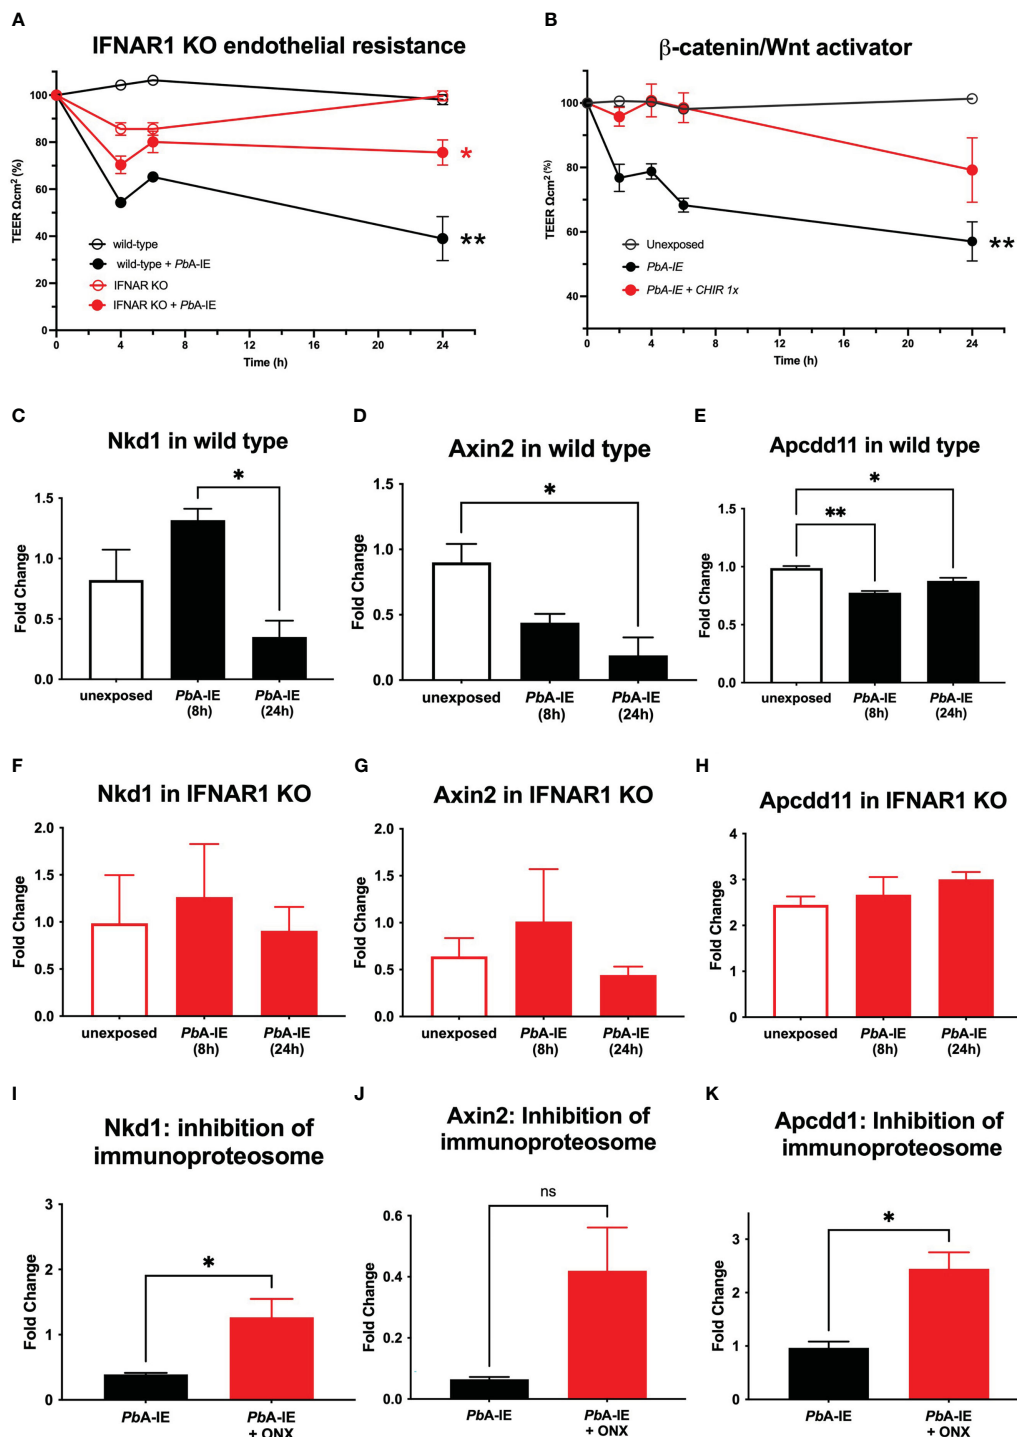 A
IFNAR1 KO endothelial resistance
TEER Ωcm² (%)
100
80
60
40
20
0
0 4 8 12 16 20 24
Time (h)
wild-type
wild-type + PbA-IE
IFNAR KO
IFNAR KO + PbA-IE
*
**
B
β-catenin/Wnt activator
TEER Ωcm² (%)
100
80
60
40
0 4 8 12 16 20 24
Time (h)
Unexposed
PbA-IE
PbA-IE + CHIR 1x
**
C
Nkd1 in wild type
Fold Change
1.5
1.0
0.5
0.0
*
unexposed PbA-IE PbA-IE
(8h) (24h)
D
Axin2 in wild type
Fold Change
1.5
1.0
0.5
0.0
*
unexposed PbA-IE PbA-IE
(8h) (24h)
E
Apcdd11 in wild type
Fold Change
1.5
1.0
0.5
0.0
*
**
unexposed PbA-IE PbA-IE
(8h) (24h)
F
Nkd1 in IFNAR1 KO
Fold Change
2.0
1.5
1.0
0.5
0.0
unexposed PbA-IE PbA-IE
(8h) (24h)
G
Axin2 in IFNAR1 KO
Fold Change
2.0
1.5
1.0
0.5
0.0
unexposed PbA-IE PbA-IE
(8h) (24h)
H
Apcdd11 in IFNAR1 KO
Fold Change
4
3
2
1
0
unexposed PbA-IE PbA-IE
(8h) (24h)
I
Nkd1: inhibition of
immunoproteosome
Fold Change
3
2
1
0
*
PbA-IE PbA-IE
+ ONX
J
Axin2: Inhibition of
immunoproteosome
Fold Change
0.6
0.4
0.2
0.0
ns
PbA-IE PbA-IE
+ ONX
K
Apcdd1: Inhibition of
immunoproteosome
Fold Change
3
2
1
0
*
PbA-IE PbA-IE
+ ONX